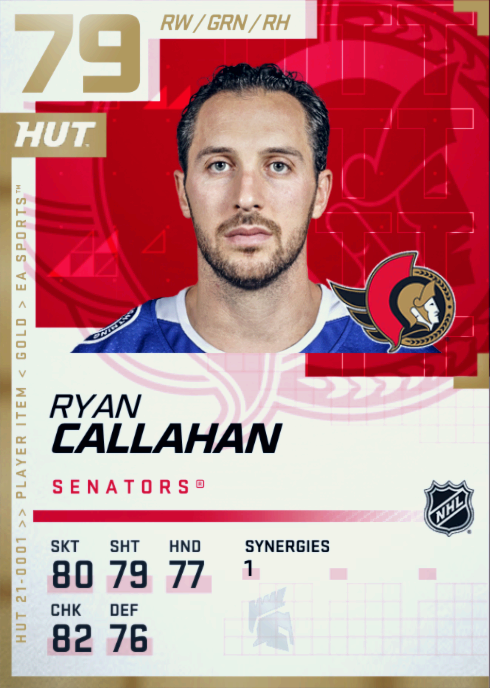 79
RW / GRN / RH
HUT
HUT 21-0001 >> PLAYER ITEM < GOLD > EA SPORTS™
RYAN
CALLAHAN
SENATORS®
NHL
SKT SHT HND SYNERGIES
80 79 77 1
CHK DEF
82 76